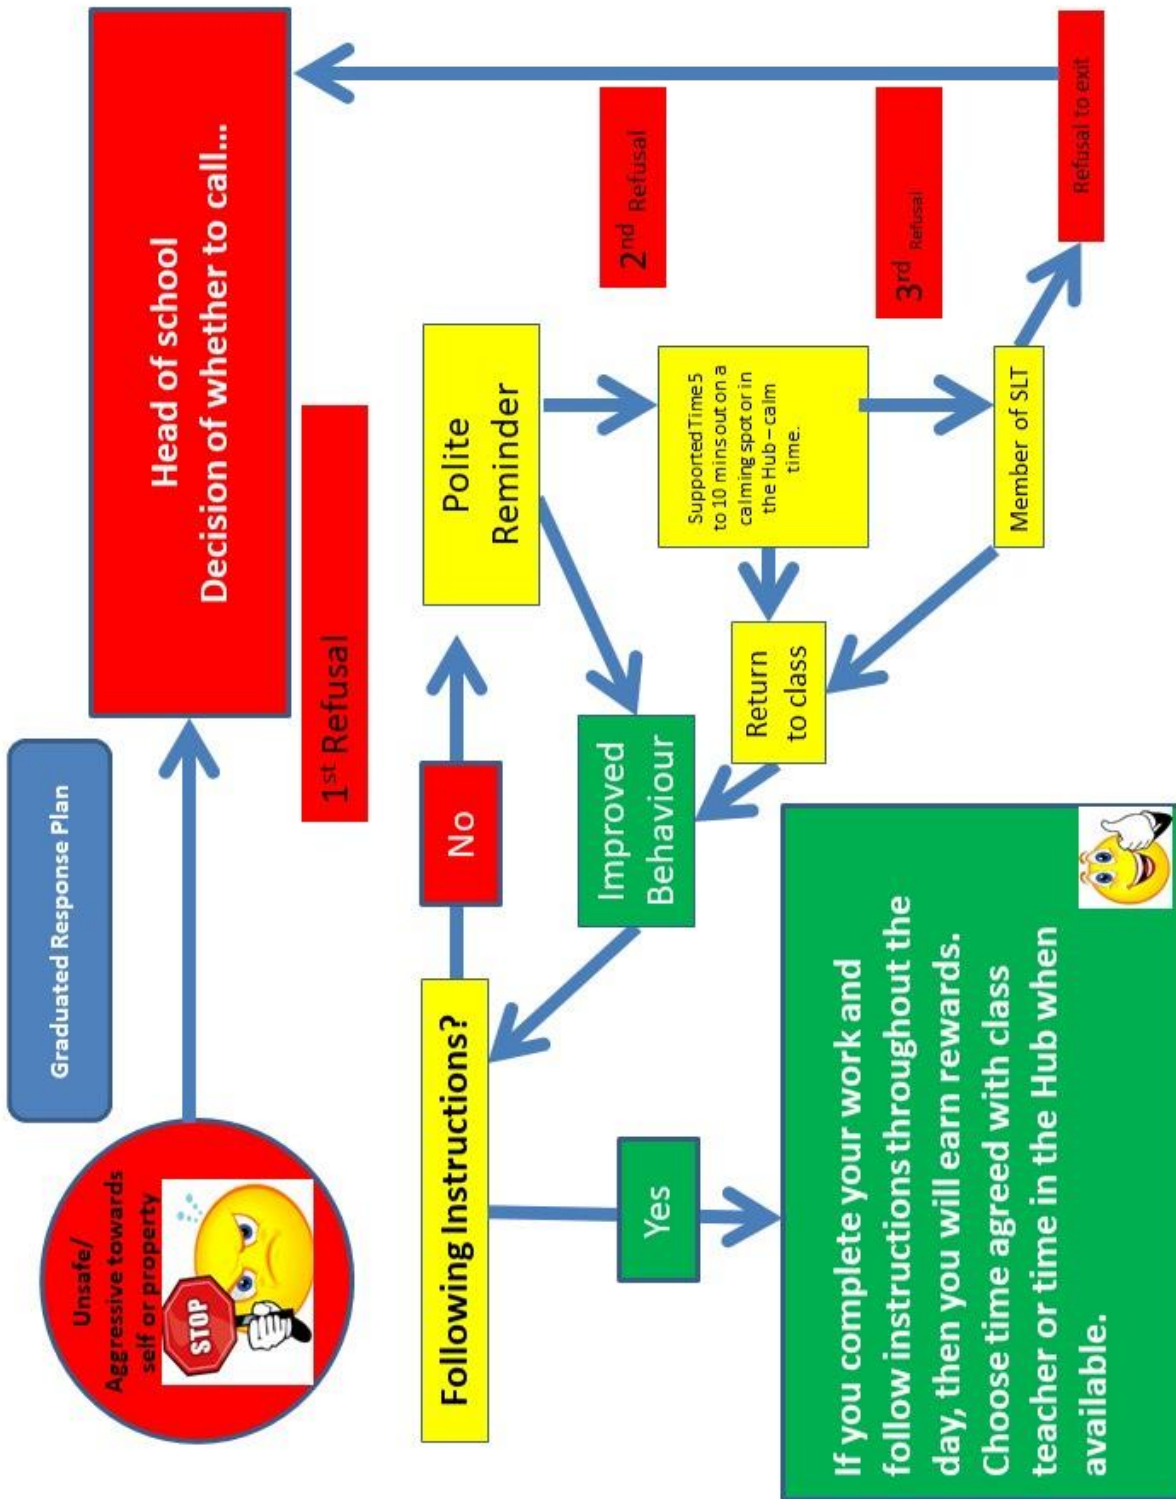 Graduated Response Plan
Unsafe/
Aggressive towards
self or property
STOP
Head of school
Decision of whether to call...
1st Refusal
Following Instructions?
No
Polite
Reminder
2nd Refusal
Yes
Improved
Behaviour
Supported Time 5
to 10 mins out on a
calming spot or in
the Hub – calm
time.
Return
to class
3rd Refusal
Member of SLT
Refusal to exit
If you complete your work and
follow instructions throughout the
day, then you will earn rewards.
Choose time agreed with class
teacher or time in the Hub when
available.